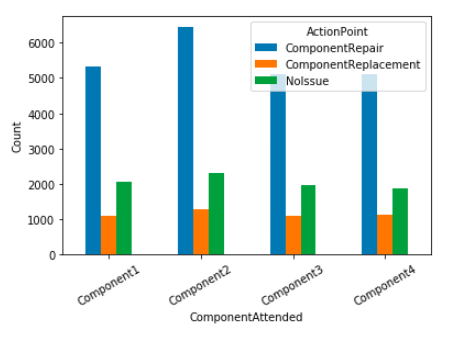 ActionPoint
ComponentRepair
ComponentReplacement
NoIssue
6000
5000
4000
3000
2000
1000
0
Count
Component1
Component2
Component3
Component4
ComponentAttended